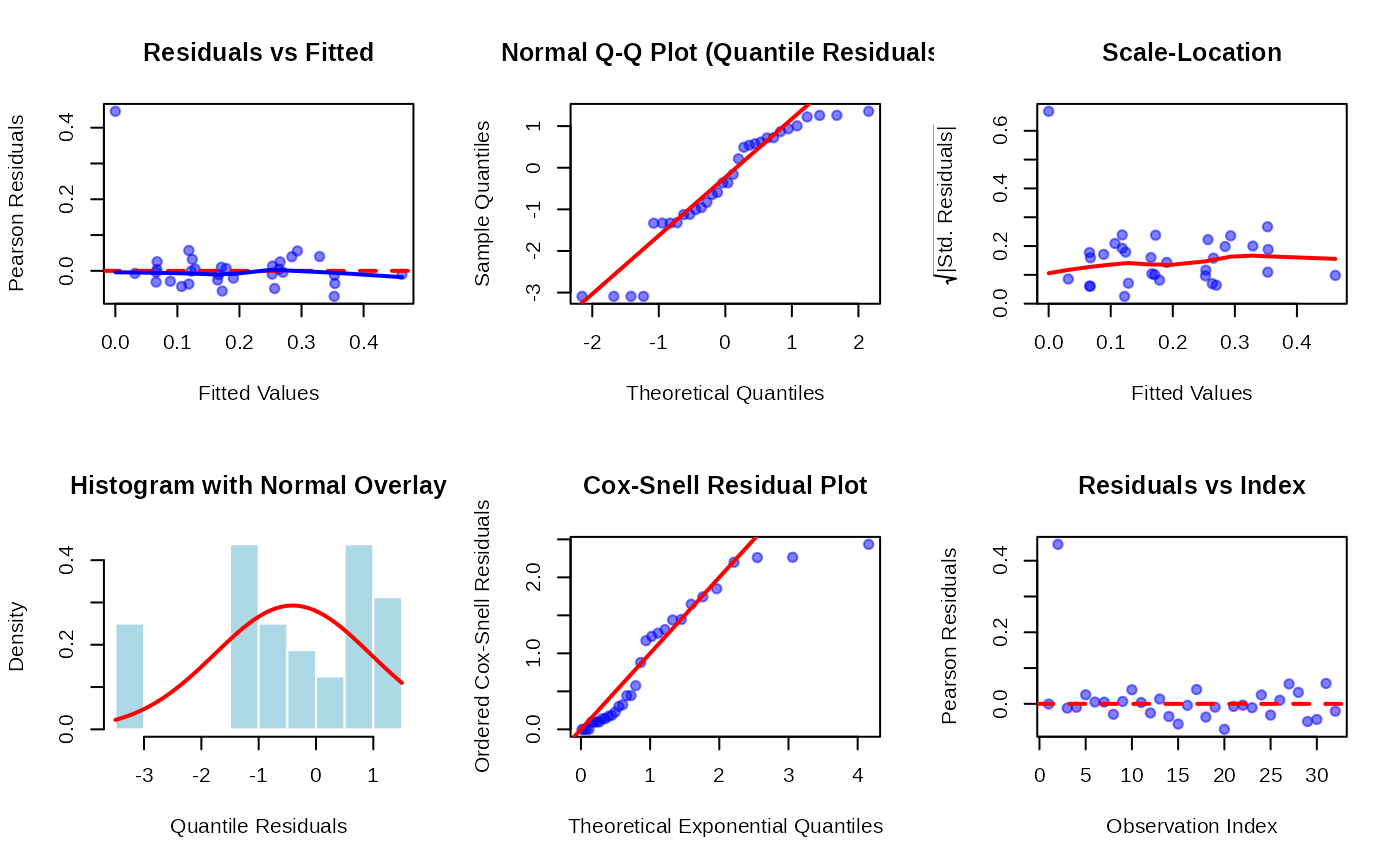 Residuals vs Fitted
Pearson Residuals
0.0 0.2 0.4
0.0 0.1 0.2 0.3 0.4
Fitted Values
Normal Q-Q Plot (Quantile Residuals
Sample Quantiles
-3 -2 -1 0 1
-2 -1 0 1 2
Theoretical Quantiles
Scale-Location
√|Std. Residuals|
0.0 0.2 0.4 0.6
0.0 0.1 0.2 0.3 0.4
Fitted Values
Histogram with Normal Overlay
Density
0.0 0.2 0.4
-3 -2 -1 0 1
Quantile Residuals
Cox-Snell Residual Plot
Ordered Cox-Snell Residuals
0.0 1.0 2.0
0 1 2 3 4
Theoretical Exponential Quantiles
Residuals vs Index
Pearson Residuals
0.0 0.2 0.4
0 5 10 15 20 25 30
Observation Index